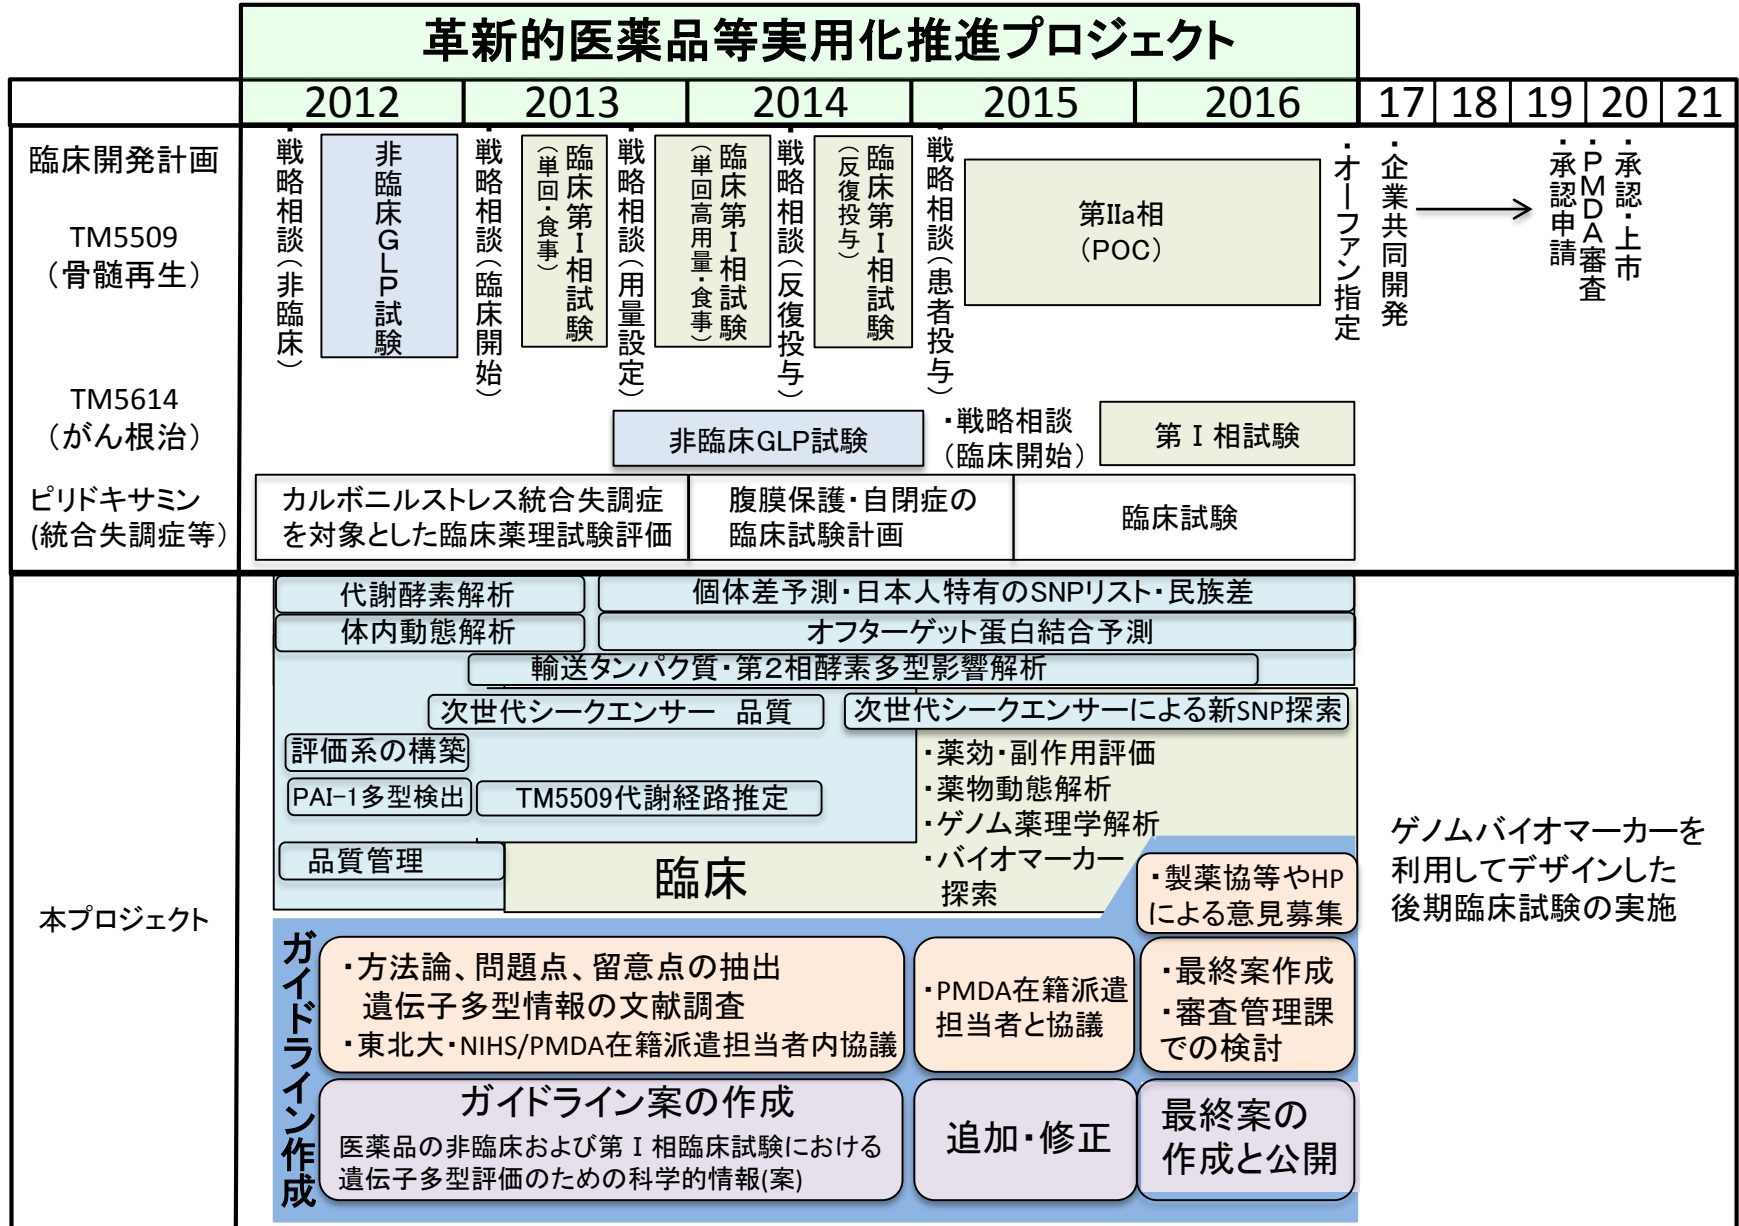 革新的医薬品等実用化推進プロジェクト
2012
2013
2014
2015
2016
17
18
19
20
21
臨床開発計画
TM5509
（骨髄再生）
・戦略相談（非臨床）
非臨床GLP試験
・戦略相談（臨床開始）
臨床第Ⅰ相試験
（単回・食事）
・戦略相談（用量設定）
臨床第Ⅰ相試験
（単回高用量・食事）
・戦略相談（反復投与）
臨床第Ⅰ相試験
（反復投与）
・戦略相談（患者投与）
第IIa相
（POC）
・オーファン指定
・企業共同開発
・承認申請
・PMDA審査
・承認・上市
TM5614
（がん根治）
非臨床GLP試験
・戦略相談
（臨床開始）
第Ⅰ相試験
ピリドキサミン
(統合失調症等)
カルボニルストレス統合失調症
を対象とした臨床薬理試験評価
腹膜保護・自閉症の
臨床試験計画
臨床試験
本プロジェクト
代謝酵素解析
個体差予測・日本人特有のSNPリスト・民族差
体内動態解析
オフターゲット蛋白結合予測
輸送タンパク質・第２相酵素多型影響解析
次世代シークエンサー 品質
次世代シークエンサーによる新SNP探索
評価系の構築
PAI-1多型検出
TM5509代謝経路推定
品質管理
臨床
・薬効・副作用評価
・薬物動態解析
・ゲノム薬理学解析
・バイオマーカー
探索
・製薬協等やHP
による意見募集
ゲノムバイオマーカーを
利用してデザインした
後期臨床試験の実施
ガイドライン作成
・方法論、問題点、留意点の抽出
遺伝子多型情報の文献調査
・東北大・NIHS/PMDA在籍派遣担当者内協議
・PMDA在籍派遣
担当者と協議
・最終案作成
・審査管理課
での検討
ガイドライン案の作成
医薬品の非臨床および第Ⅰ相臨床試験における
遺伝子多型評価のための科学的情報(案)
追加・修正
最終案の
作成と公開